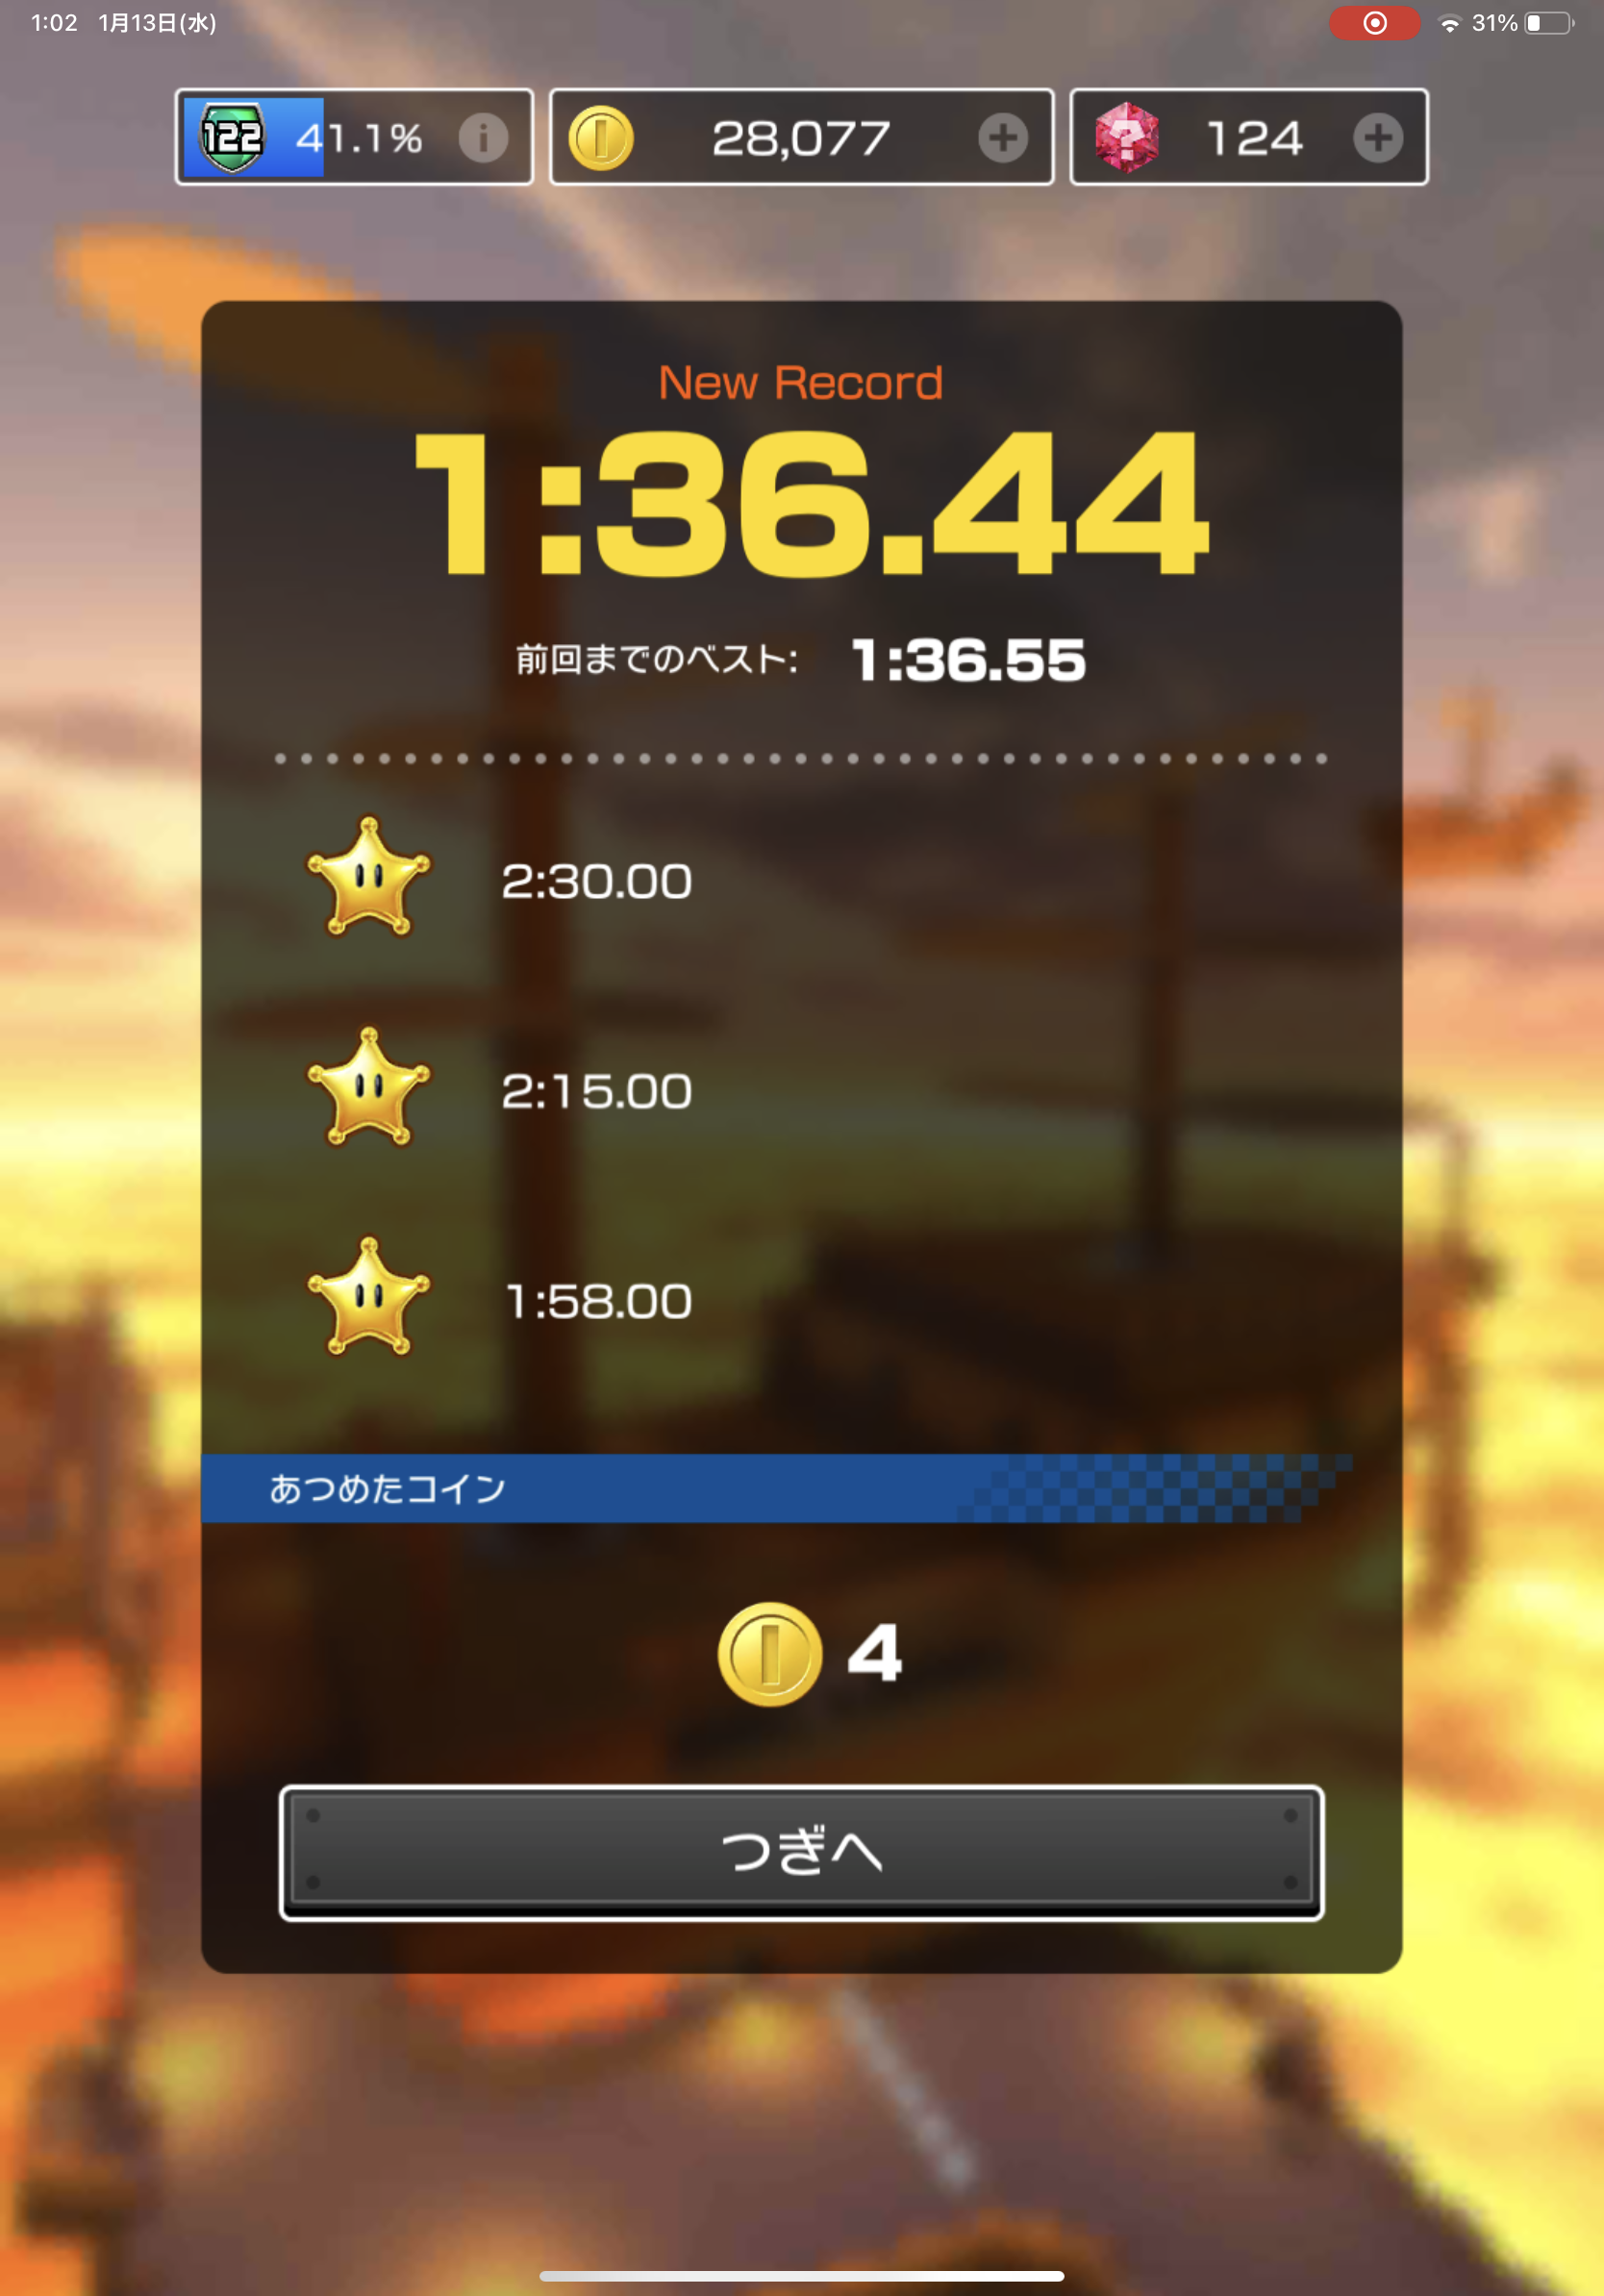 1:02 1月13日(水)
31%
122 41.1% i
28,077 +
? 124 +
New Record
1:36.44
前回までのベスト: 1:36.55
2:30.00
2:15.00
1:58.00
あつめたコイン
4
つぎへ